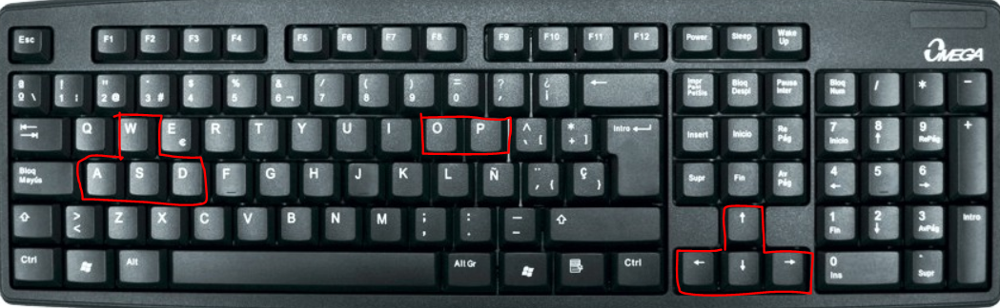 Esc F1 F2 F3 F4 F5 F6 F7 F8 F9 F10 F11 F12 Power Sleep Wake Up
OMEGA
ª º \ ! 1 " 2 @ 3 # $ 4 % 5 & 6 ¬ / 7 ( 8 ) 9 = 0 ? ' ¿ ¡ ← Impr Pant PetSis Bloq Despl Pausa Inter Bloq Num / * -
Q W E € R T Y U I O P ^ ` [ * + ] Intro Insert Inicio Re Pág 7 Inicio 8 ↑ 9 RePág +
Bloq Mayús A S D F G H J K L Ñ ¨ ´ { Ç } Supr Fin Av Pág 4 ← 5 6 →
⇧ > < Z X C V B N M ; , : . _ - ⇧ ↑ 1 Fin 2 ↓ 3 AvPág Intro
Ctrl Alt Alt Gr Ctrl ← ↓ → 0 Ins . Supr